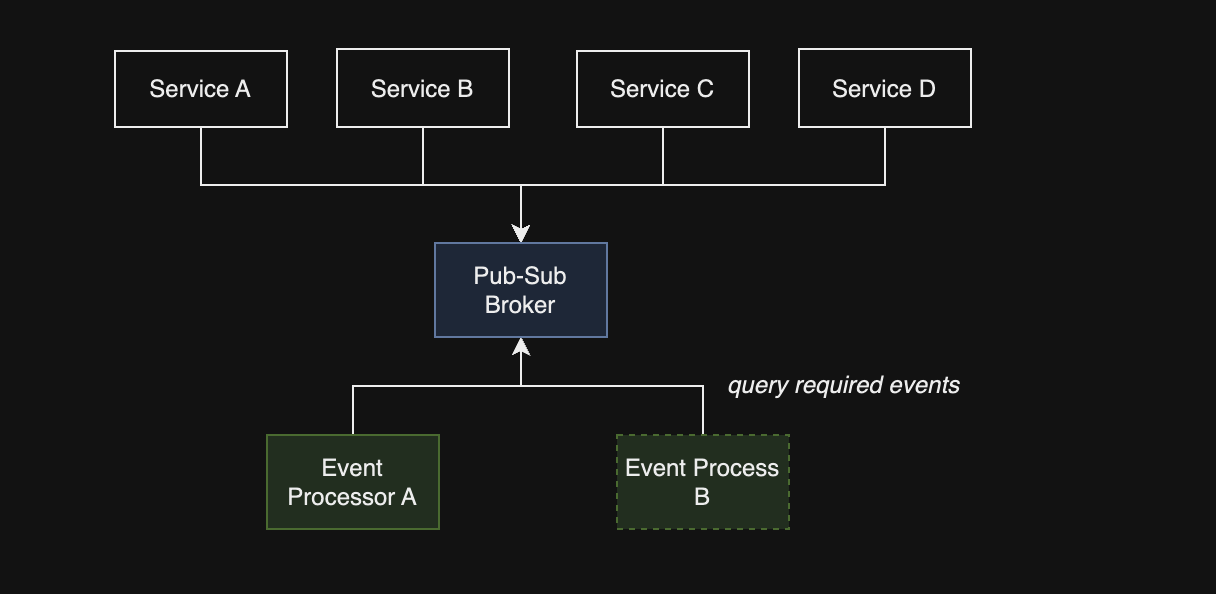 Service A
Service B
Service C
Service D
Pub-Sub
Broker
query required events
Event
Processor A
Event Process
B